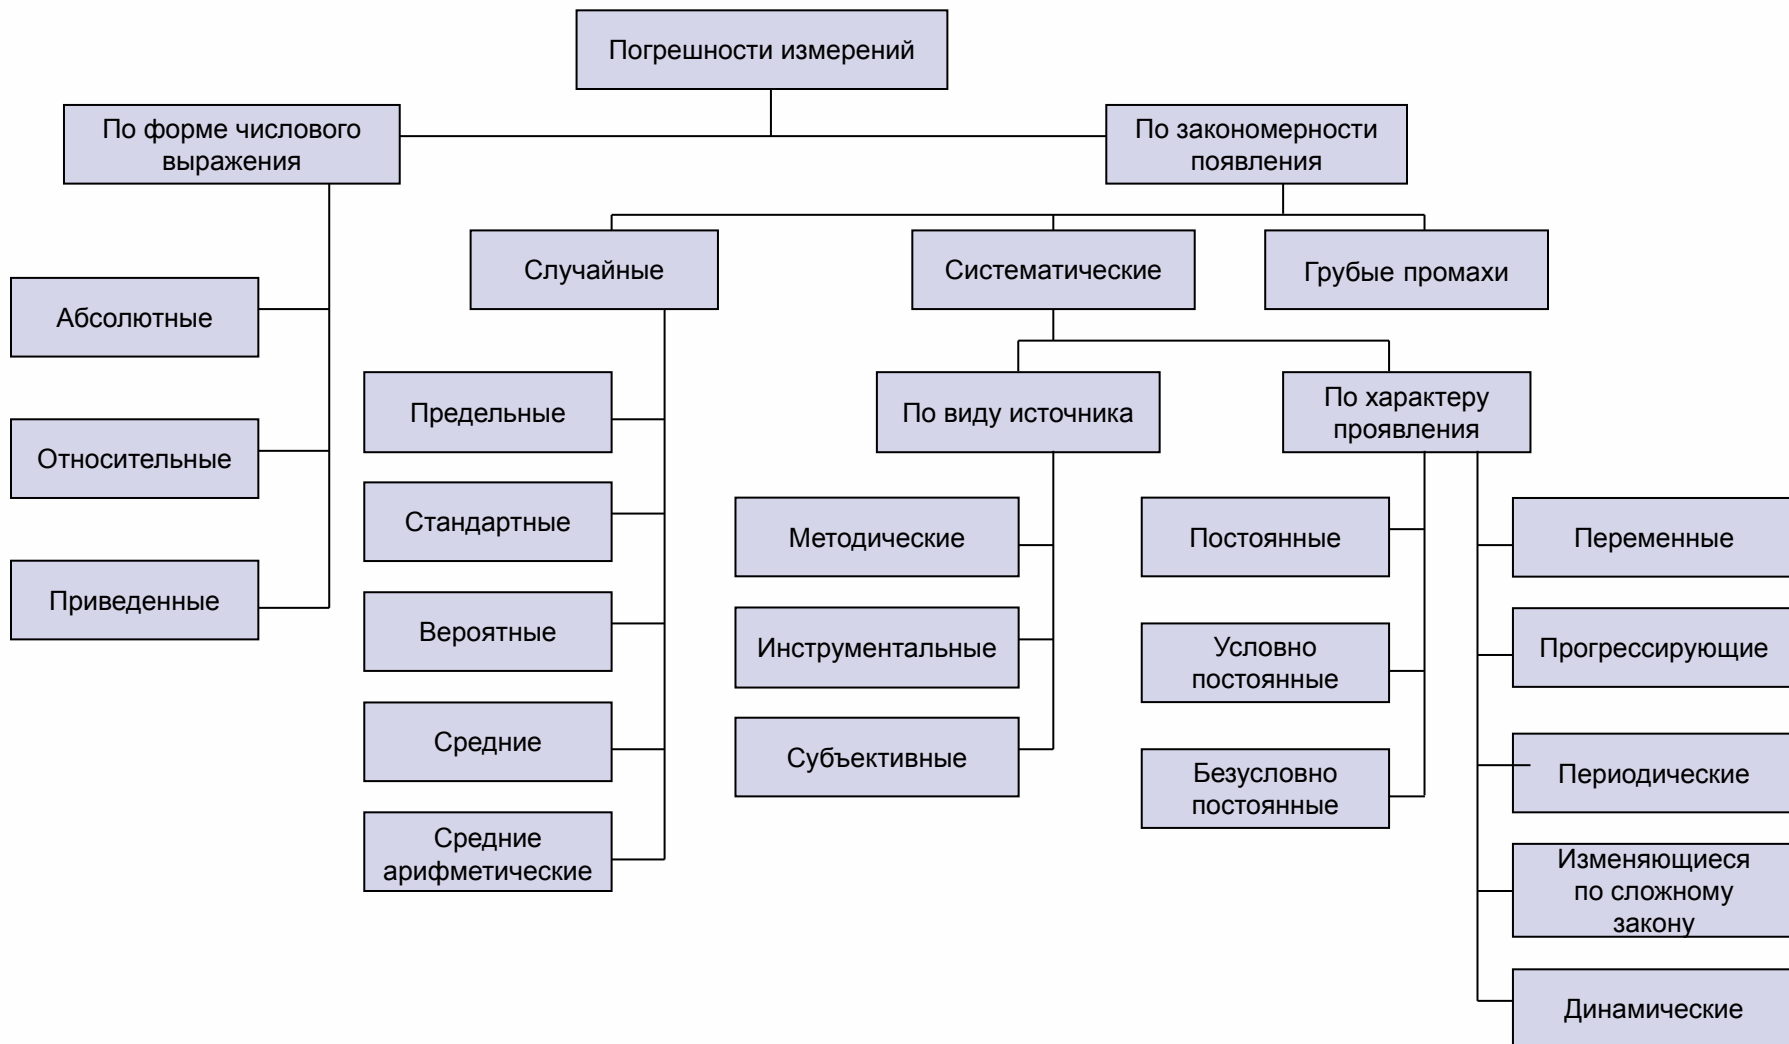 Погрешности измерений
По форме числового
выражения
По закономерности
появления
Случайные
Систематические
Грубые промахи
Абсолютные
Относительные
Приведенные
Предельные
Стандартные
Вероятные
Средние
Средние
арифметические
По виду источника
По характеру
проявления
Методические
Инструментальные
Субъективные
Постоянные
Условно
постоянные
Безусловно
постоянные
Переменные
Прогрессирующие
Периодические
Изменяющиеся
по сложному
закону
Динамические